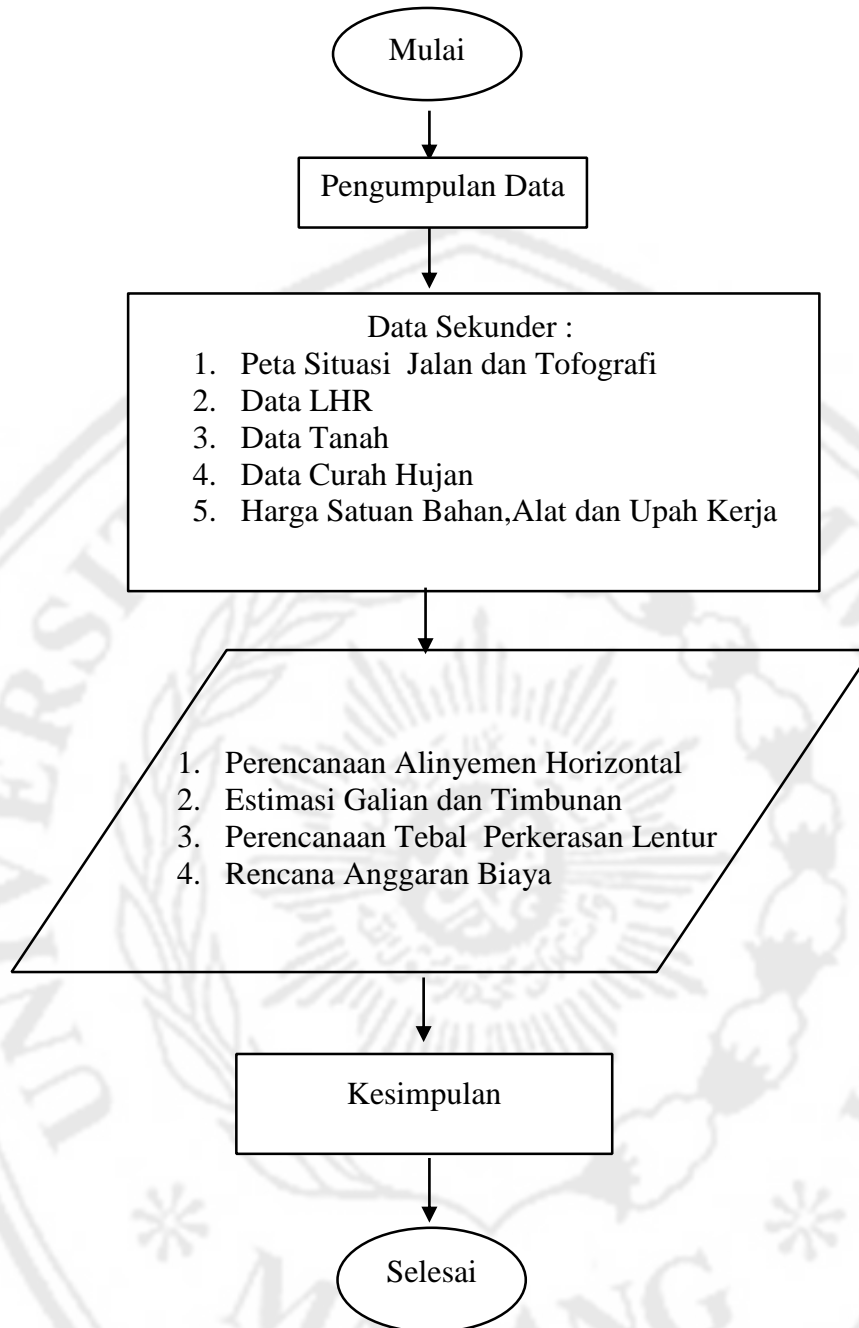 Mulai
Pengumpulan Data
Data Sekunder :
1. Peta Situasi Jalan dan Tofografi
2. Data LHR
3. Data Tanah
4. Data Curah Hujan
5. Harga Satuan Bahan,Alat dan Upah Kerja
1. Perencanaan Alinyemen Horizontal
2. Estimasi Galian dan Timbunan
3. Perencanaan Tebal Perkerasan Lentur
4. Rencana Anggaran Biaya
Kesimpulan
Selesai